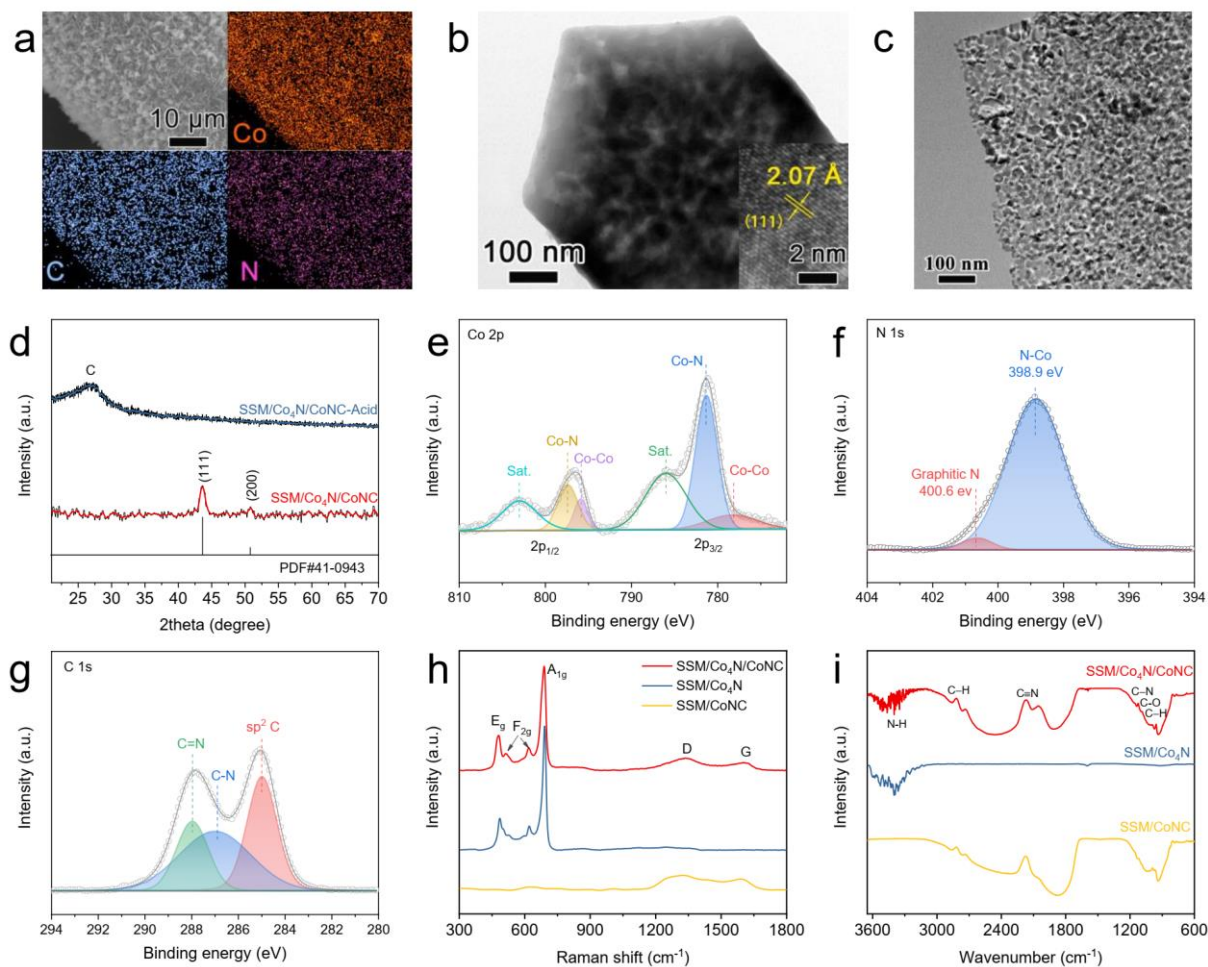 a
10 µm
Co
C
N
b
2.07 Å
(111)
100 nm
2 nm
c
100 nm
d
C
SSM/Co₄N/CoNC-Acid
(111)
(200)
SSM/Co₄N/CoNC
PDF#41-0943
Intensity (a.u.)
25 30 35 40 45 50 55 60 65 70
2theta (degree)
e
Co 2p
Co-N
Co-N
Co-Co
Sat.
Sat.
Co-Co
2p₁/₂
2p₃/₂
Intensity (a.u.)
810 800 790 780
Binding energy (eV)
f
N 1s
N-Co
398.9 eV
Graphitic N
400.6 ev
Intensity (a.u.)
404 402 400 398 396 394
Binding energy (eV)
g
C 1s
sp² C
C=N
C-N
Intensity (a.u.)
294 292 290 288 286 284 282 280
Binding energy (eV)
h
SSM/Co₄N/CoNC
SSM/Co₄N
SSM/CoNC
A₁g
Eg
F₂g
D
G
Intensity (a.u.)
300 600 900 1200 1500 1800
Raman shift (cm⁻¹)
i
SSM/Co₄N/CoNC
C–H
C≡N
C–N
C-O
C–H
N-H
SSM/Co₄N
SSM/CoNC
Intensity (a.u.)
3600 3000 2400 1800 1200 600
Wavenumber (cm⁻¹)